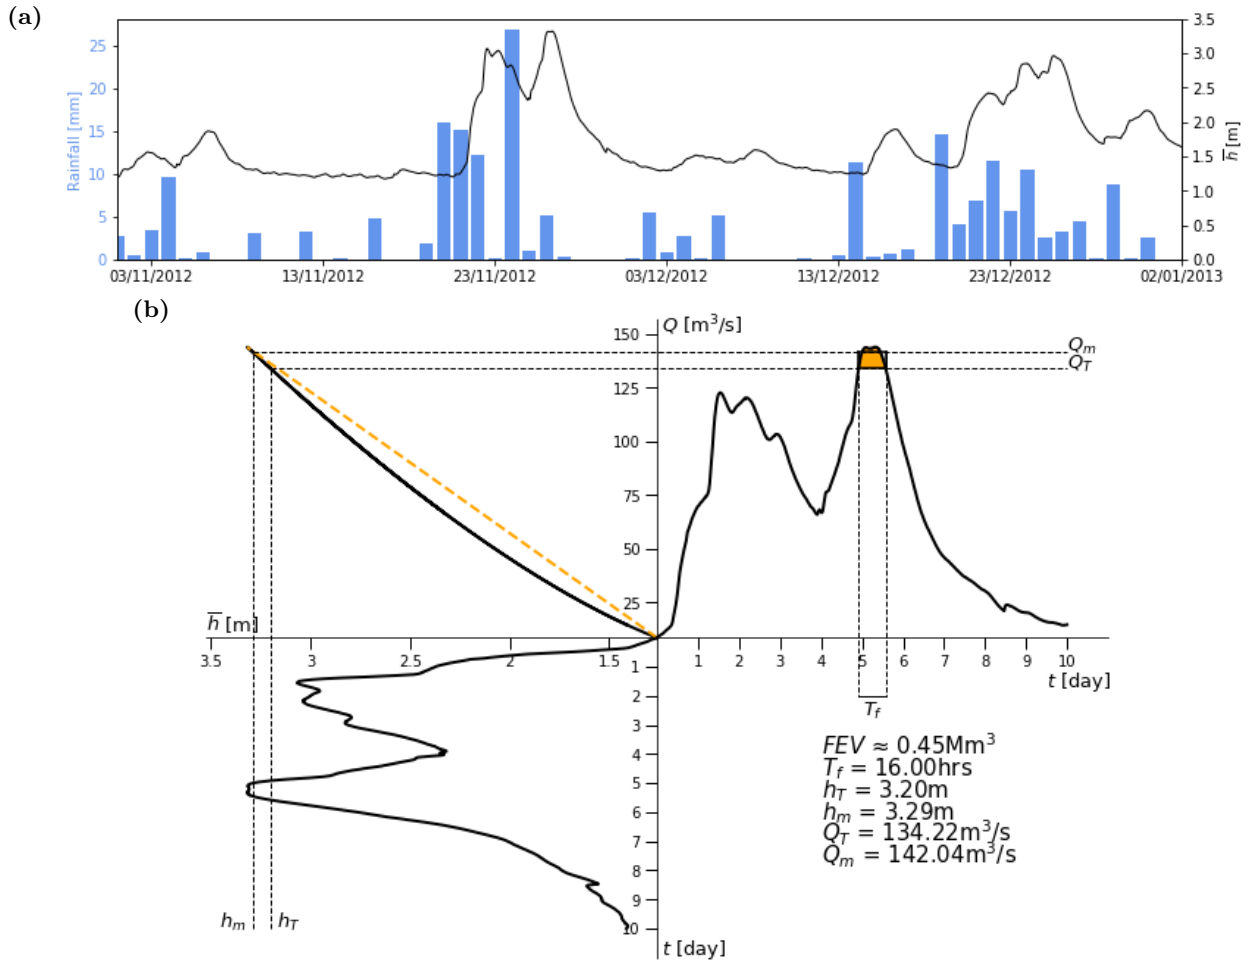 (a)
Rainfall [mm]
25
20
15
10
5
0
3.5
3.0
2.5
2.0
1.5
1.0
0.5
0.0
h̅ [m]
03/11/2012 13/11/2012 23/11/2012 03/12/2012 13/12/2012 23/12/2012 02/01/2013
(b)
Q [m³/s]
150
125
100
75
50
25
Q_m
Q_T
h̅ [m]
3.5 3 2.5 2 1.5
1 2 3 4 5 6 7 8 9 10
t [day]
T_f
1
2
3
4
5
6
7
8
9
10
t [day]
h_m h_T
FEV ≈ 0.45Mm³
T_f = 16.00hrs
h_T = 3.20m
h_m = 3.29m
Q_T = 134.22m³/s
Q_m = 142.04m³/s